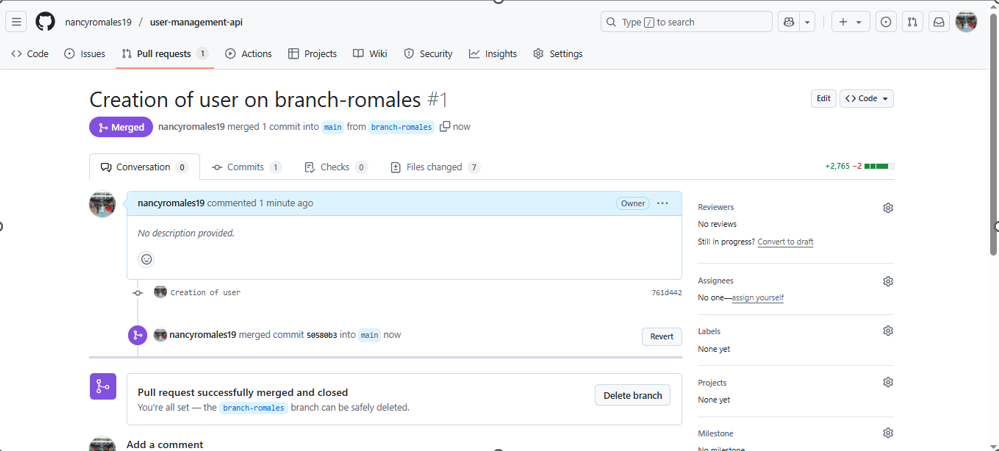 nancyromales19 / user-management-api
Type / to search
Code Issues Pull requests 1 Actions Projects Wiki Security Insights Settings
Creation of user on branch-romales #1
Edit Code
Merged nancyromales19 merged 1 commit into main from branch-romales now
Conversation 0 Commits 1 Checks 0 Files changed 7
+2,765 −2
nancyromales19 commented 1 minute ago Owner
No description provided.
Creation of user 761d442
nancyromales19 merged commit 50580b3 into main now
Revert
Pull request successfully merged and closed
You're all set — the branch-romales branch can be safely deleted.
Delete branch
Add a comment
Reviewers
No reviews
Still in progress? Convert to draft
Assignees
No one—assign yourself
Labels
None yet
Projects
None yet
Milestone
No milestone